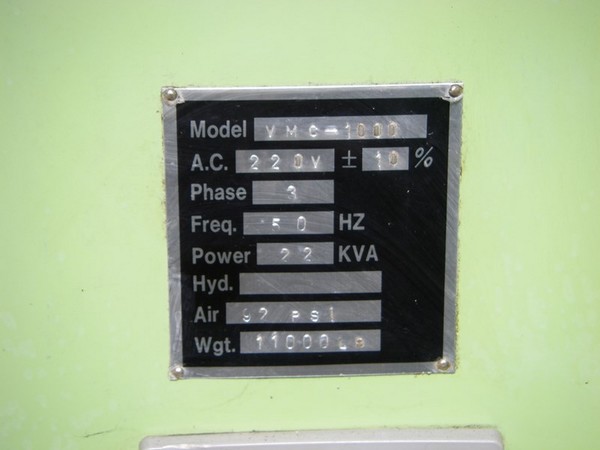 Model VMC-1000
A.C. 220V ± 10 %
Phase 3
Freq. 50 HZ
Power 22 KVA
Hyd.
Air 92 PSI
Wgt. 11000LB